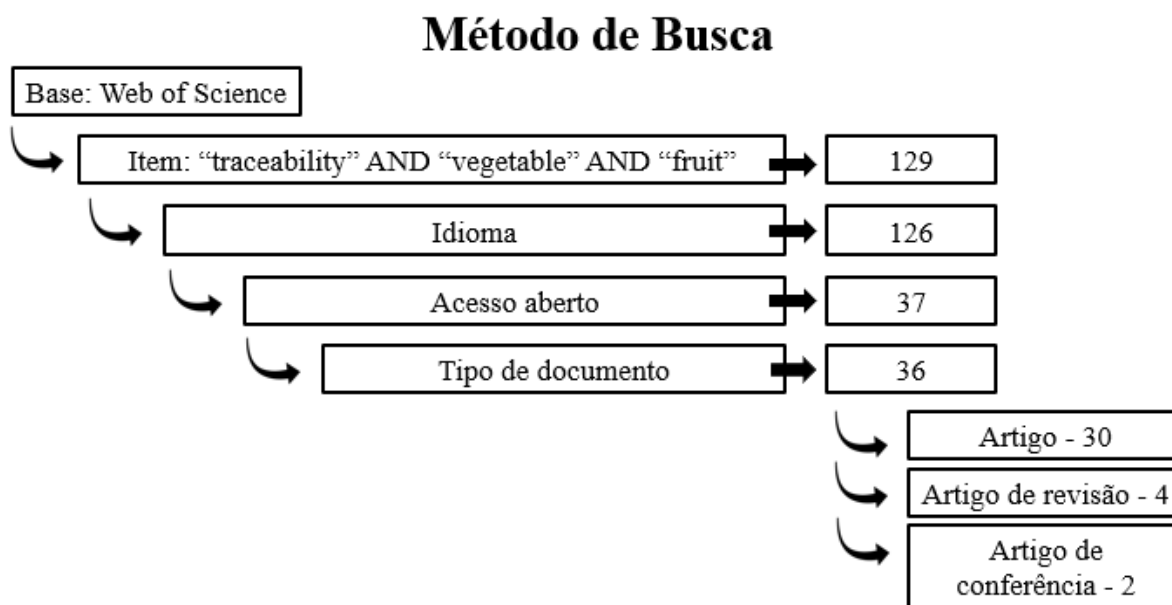 Método de Busca
Base: Web of Science
Item: “traceability” AND “vegetable” AND “fruit”
129
Idioma
126
Acesso aberto
37
Tipo de documento
36
Artigo - 30
Artigo de revisão - 4
Artigo de
conferência - 2